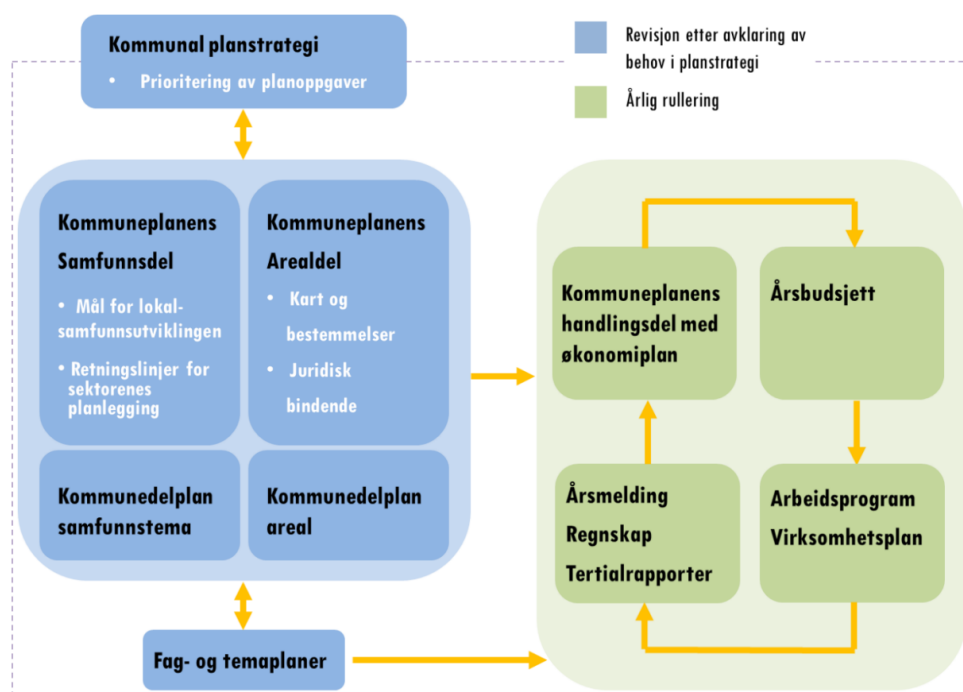 Kommunal planstrategi
• Prioritering av planoppgaver
Revisjon etter avklaring av
behov i planstrategi
Årlig rullering
Kommuneplanens
Samfunnsdel
• Mål for lokal-
samfunnsutviklingen
• Retningslinjer for
sektorenes
planlegging
Kommuneplanens
Arealdel
• Kart og
bestemmelser
• Juridisk
bindende
Kommunedelplan
samfunnstema
Kommunedelplan
areal
Fag- og temaplaner
Kommuneplanens
handlingsdel med
økonomiplan
Årsbudsjett
Årsmelding
Regnskap
Tertialrapporter
Arbeidsprogram
Virksomhetsplan